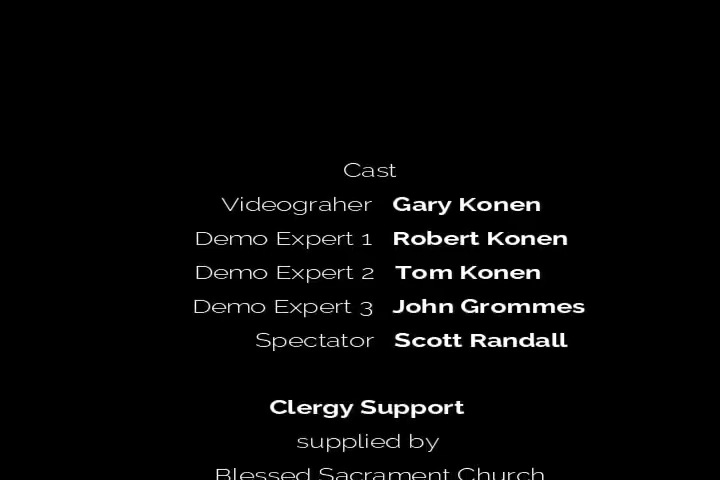 Cast
Videograher Gary Konen
Demo Expert 1 Robert Konen
Demo Expert 2 Tom Konen
Demo Expert 3 John Grommes
Spectator Scott Randall
Clergy Support
supplied by
Blessed Sacrament Church